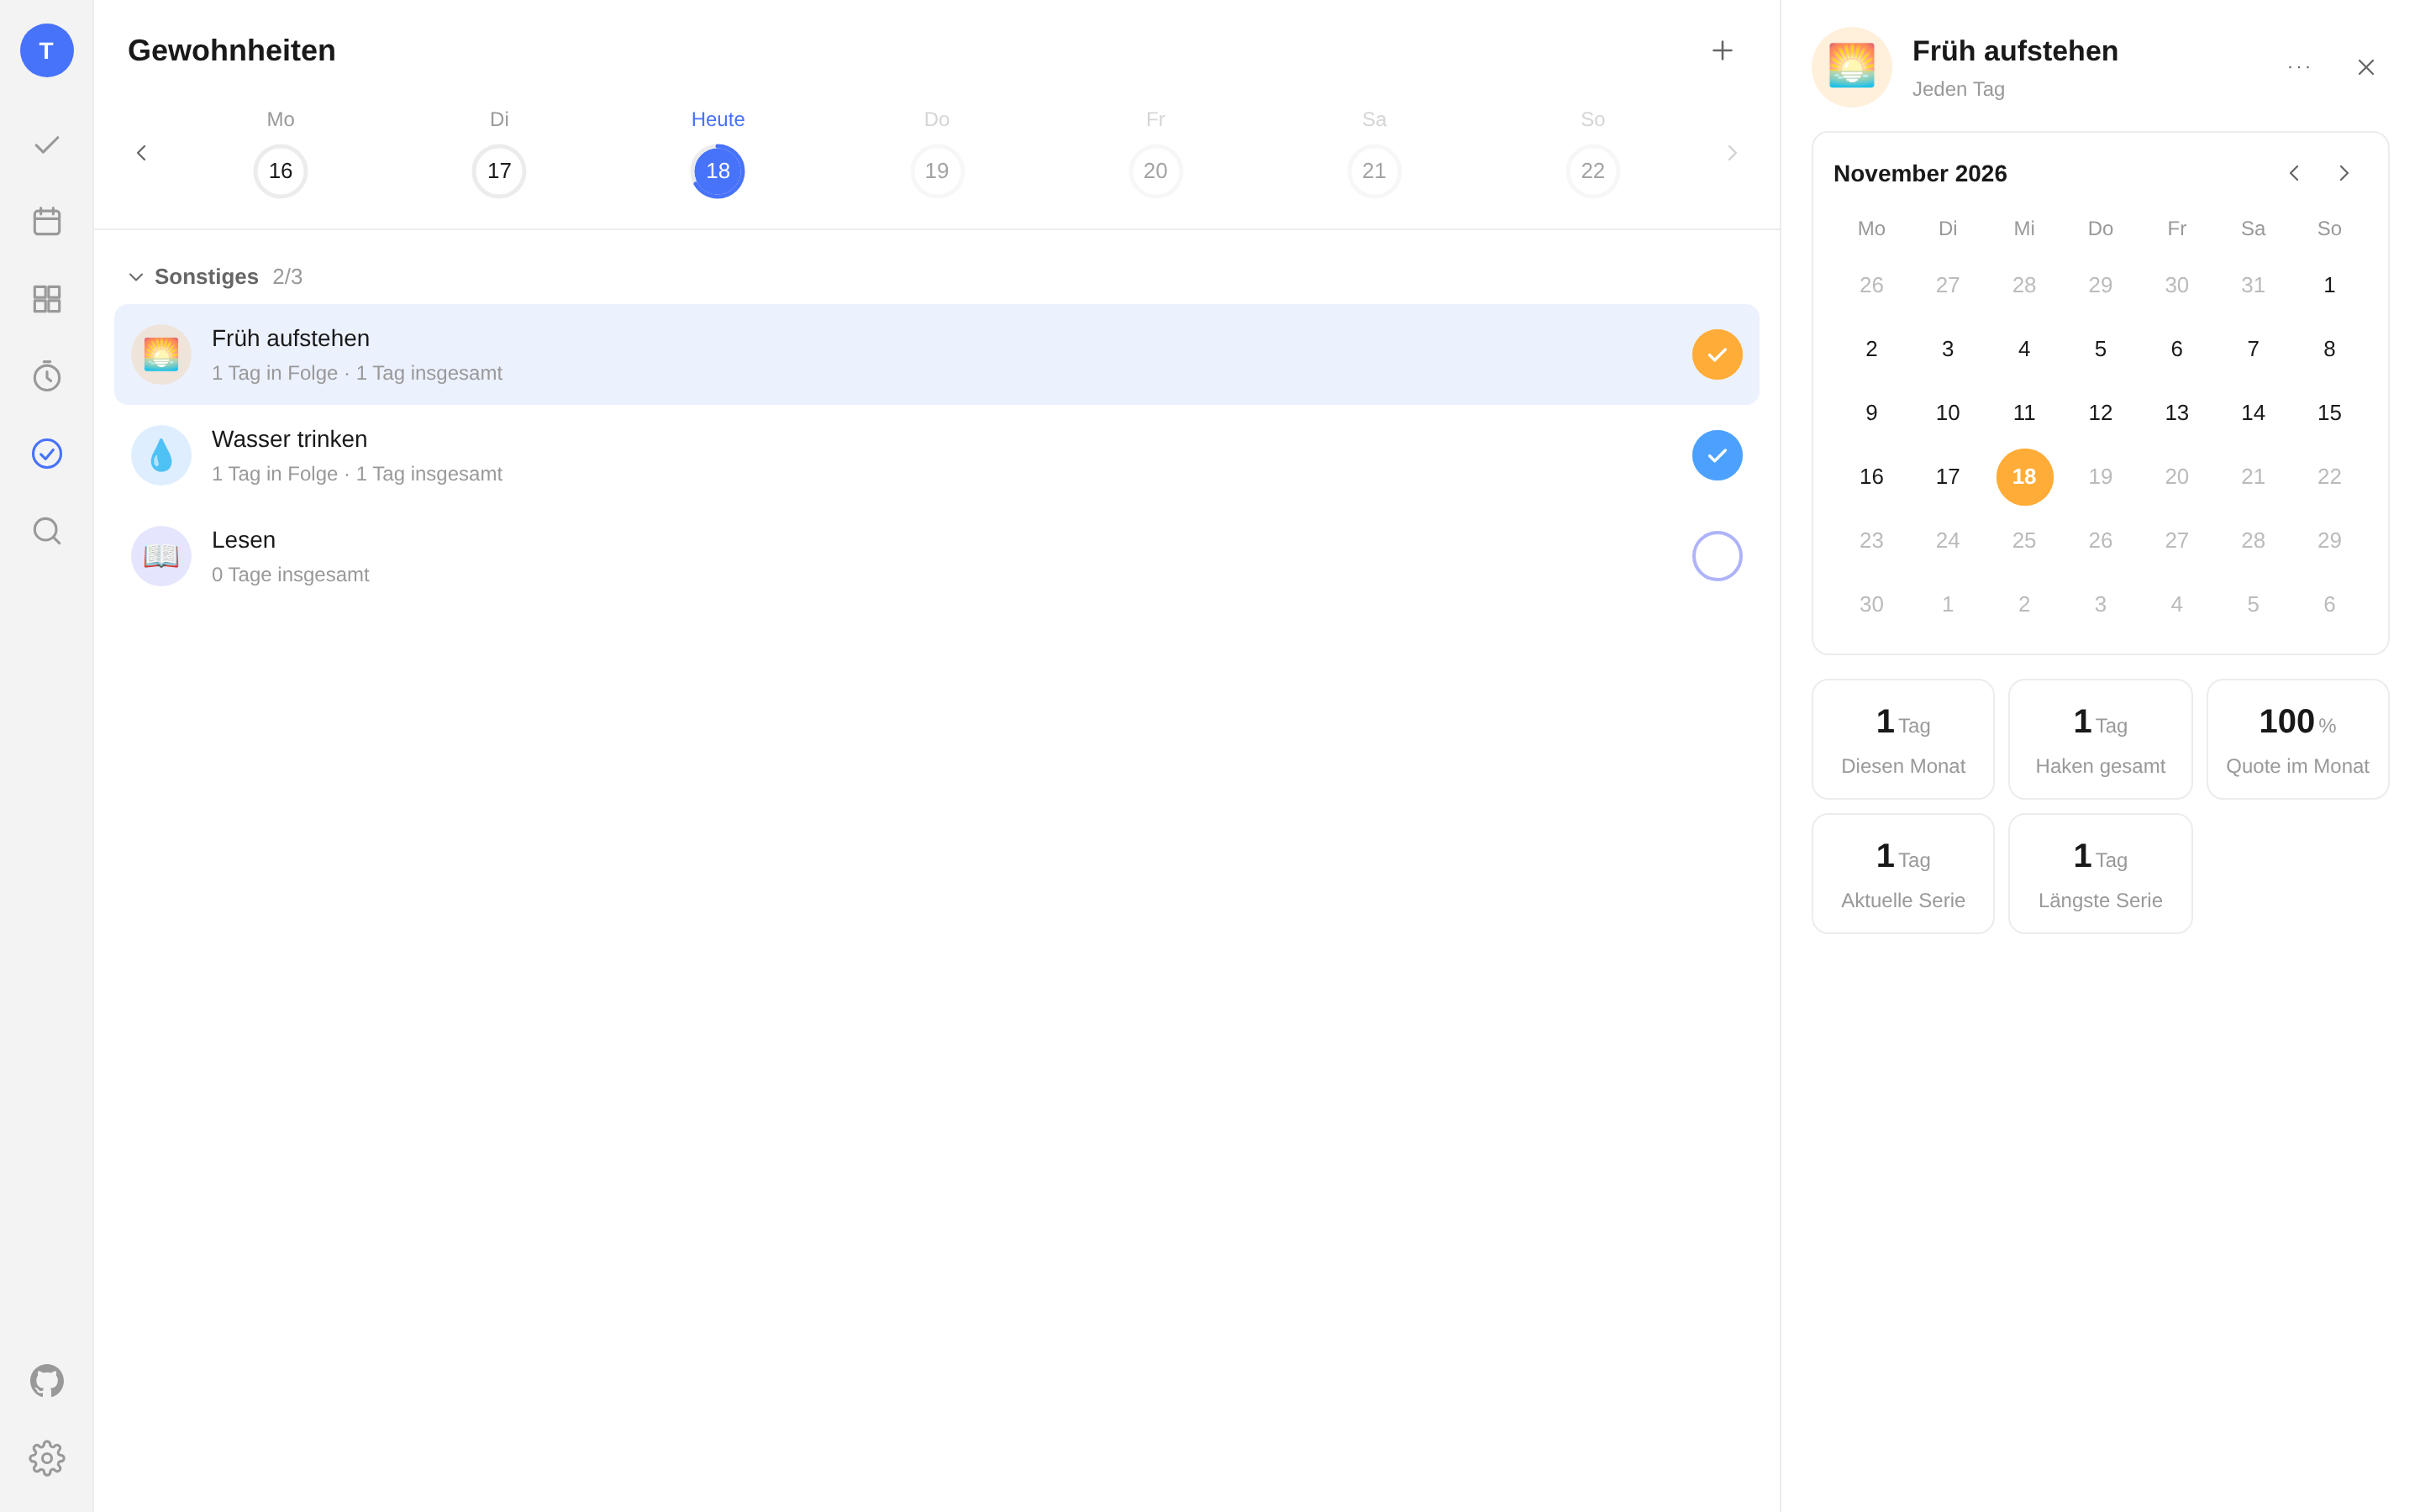 T
Gewohnheiten
Mo Di Heute Do Fr Sa So
16 17 18 19 20 21 22
Sonstiges 2/3
Früh aufstehen
1 Tag in Folge · 1 Tag insgesamt
Wasser trinken
1 Tag in Folge · 1 Tag insgesamt
Lesen
0 Tage insgesamt
Früh aufstehen
Jeden Tag
November 2026
Mo Di Mi Do Fr Sa So
26 27 28 29 30 31 1
2 3 4 5 6 7 8
9 10 11 12 13 14 15
16 17 18 19 20 21 22
23 24 25 26 27 28 29
30 1 2 3 4 5 6
1 Tag
Diesen Monat
1 Tag
Haken gesamt
100 %
Quote im Monat
1 Tag
Aktuelle Serie
1 Tag
Längste Serie